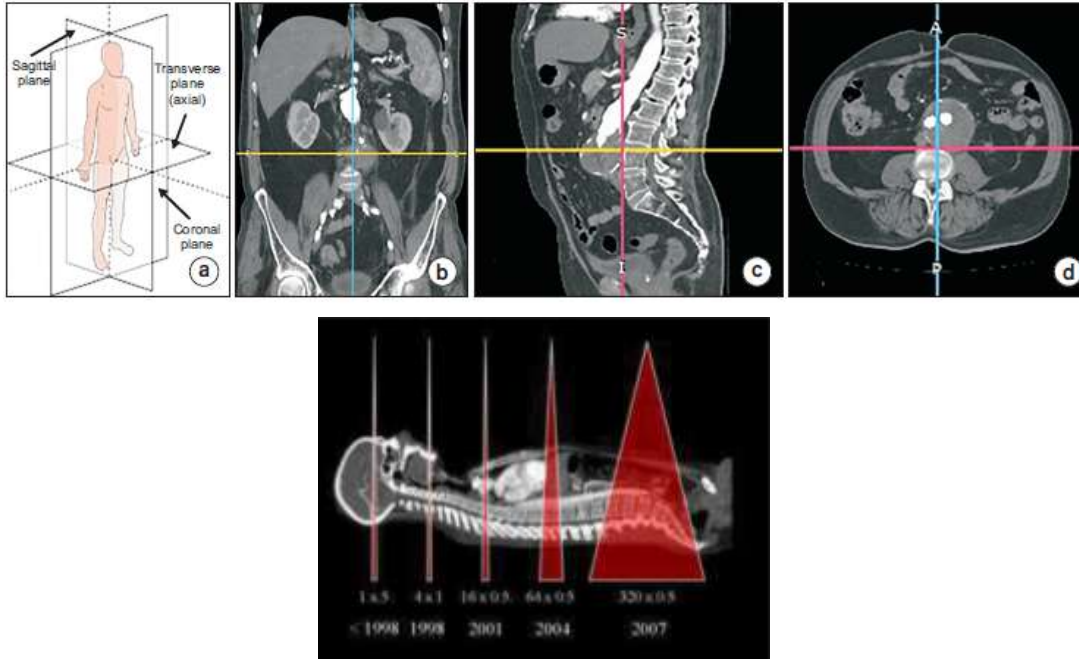 Sagittal
plane
Transverse
plane
(axial)
Coronal
plane
a
b
S
I
c
A
P
d
1 x 5 4 x 1 16 x 0.5 64 x 0.5 320 x 0.5
< 1998 1998 2001 2004 2007